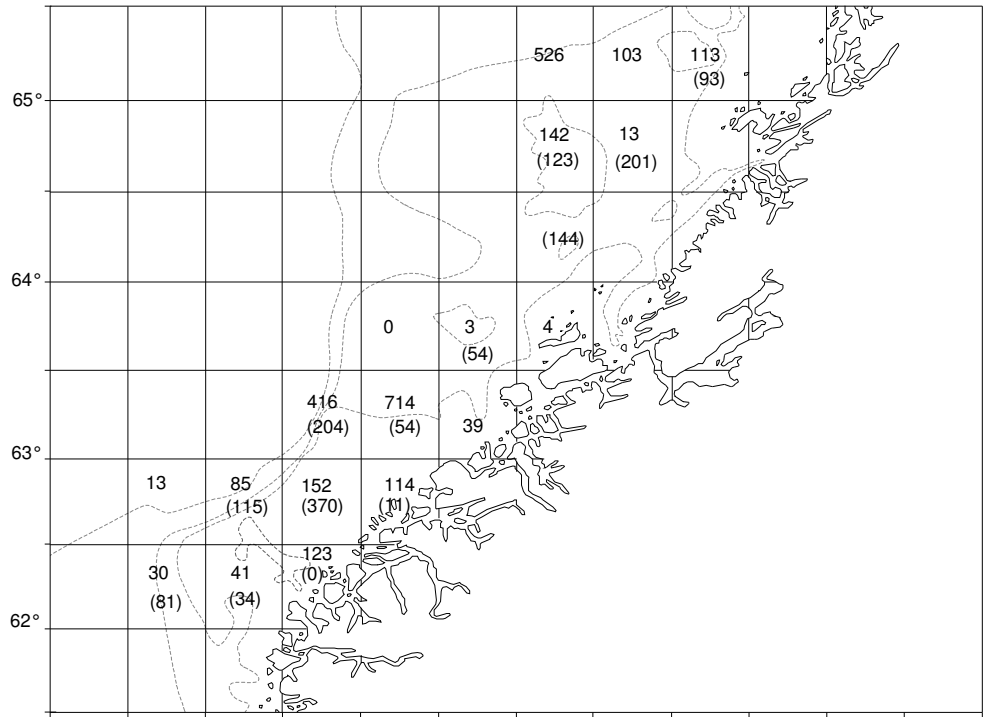 526 103 113
(93)
65°
142 13
(123) (201)
(144)
64°
0 3 4
(54)
416 714
(204) (54) 39
63°
13 85 152 114
(115) (370) (11)
123
30 41 (0)
(81) (34)
62°